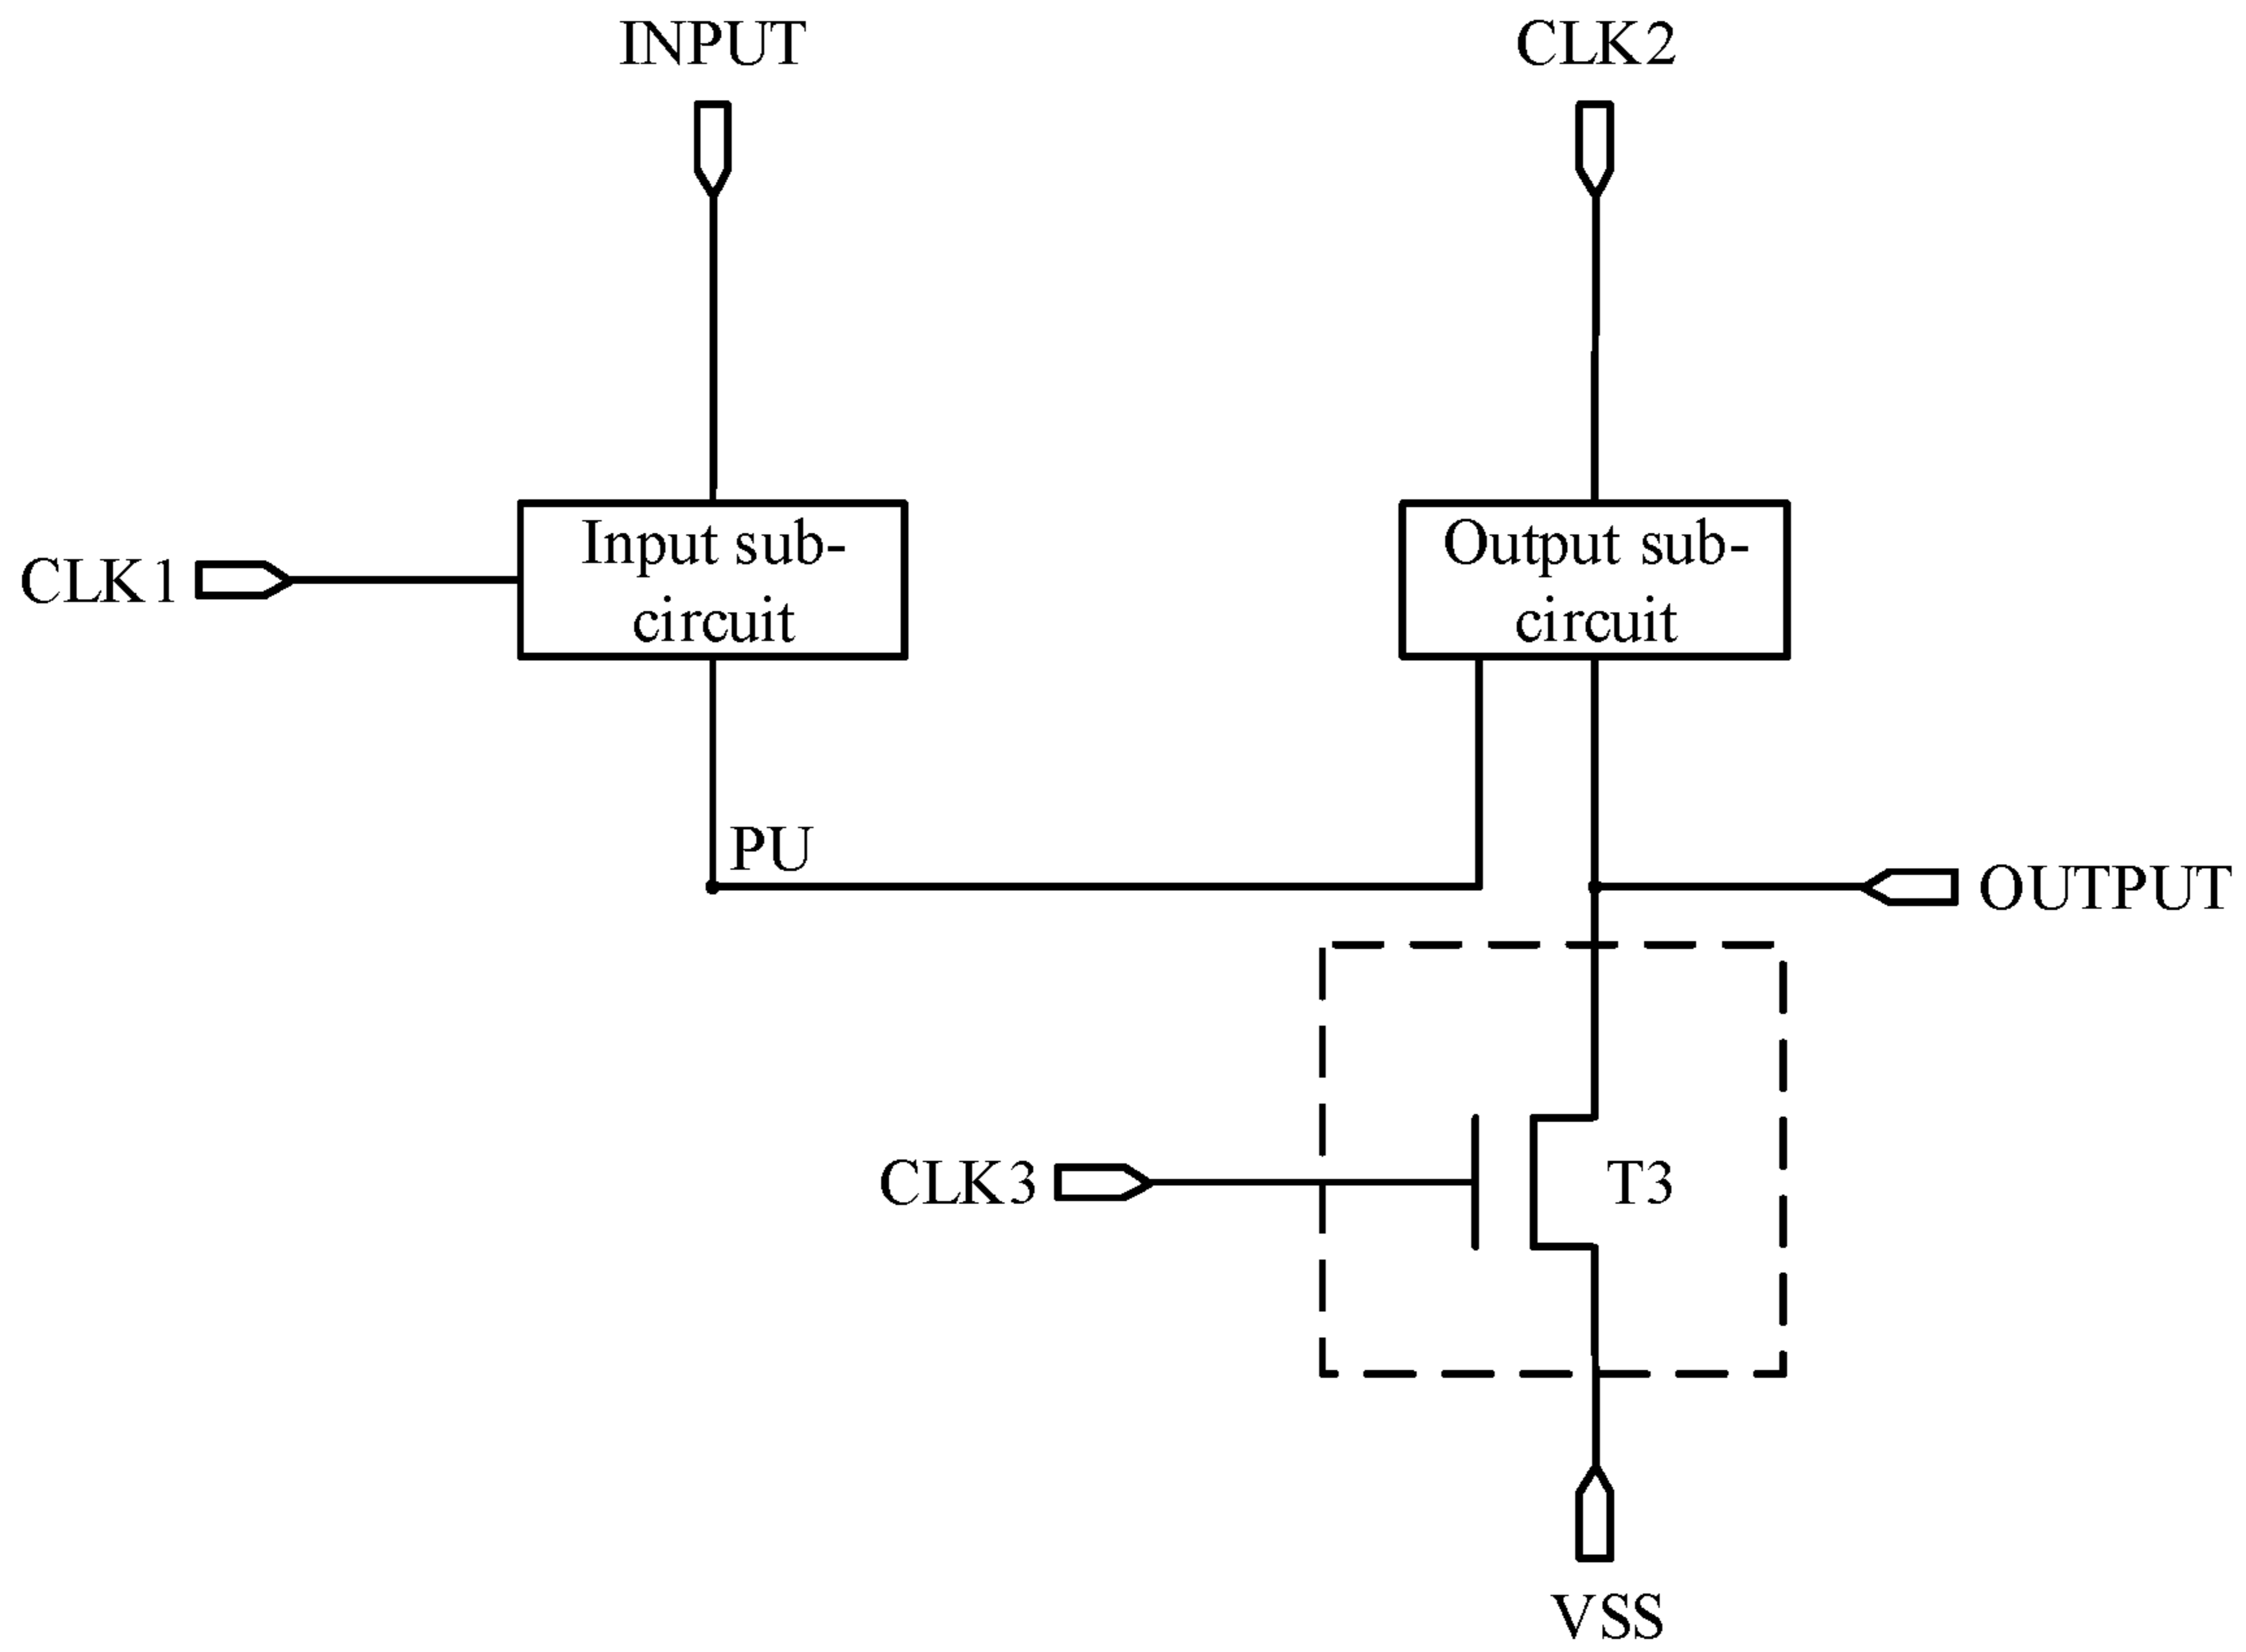 INPUT
CLK2
Input sub-
circuit
Output sub-
circuit
CLK1
PU
OUTPUT
CLK3
T3
VSS